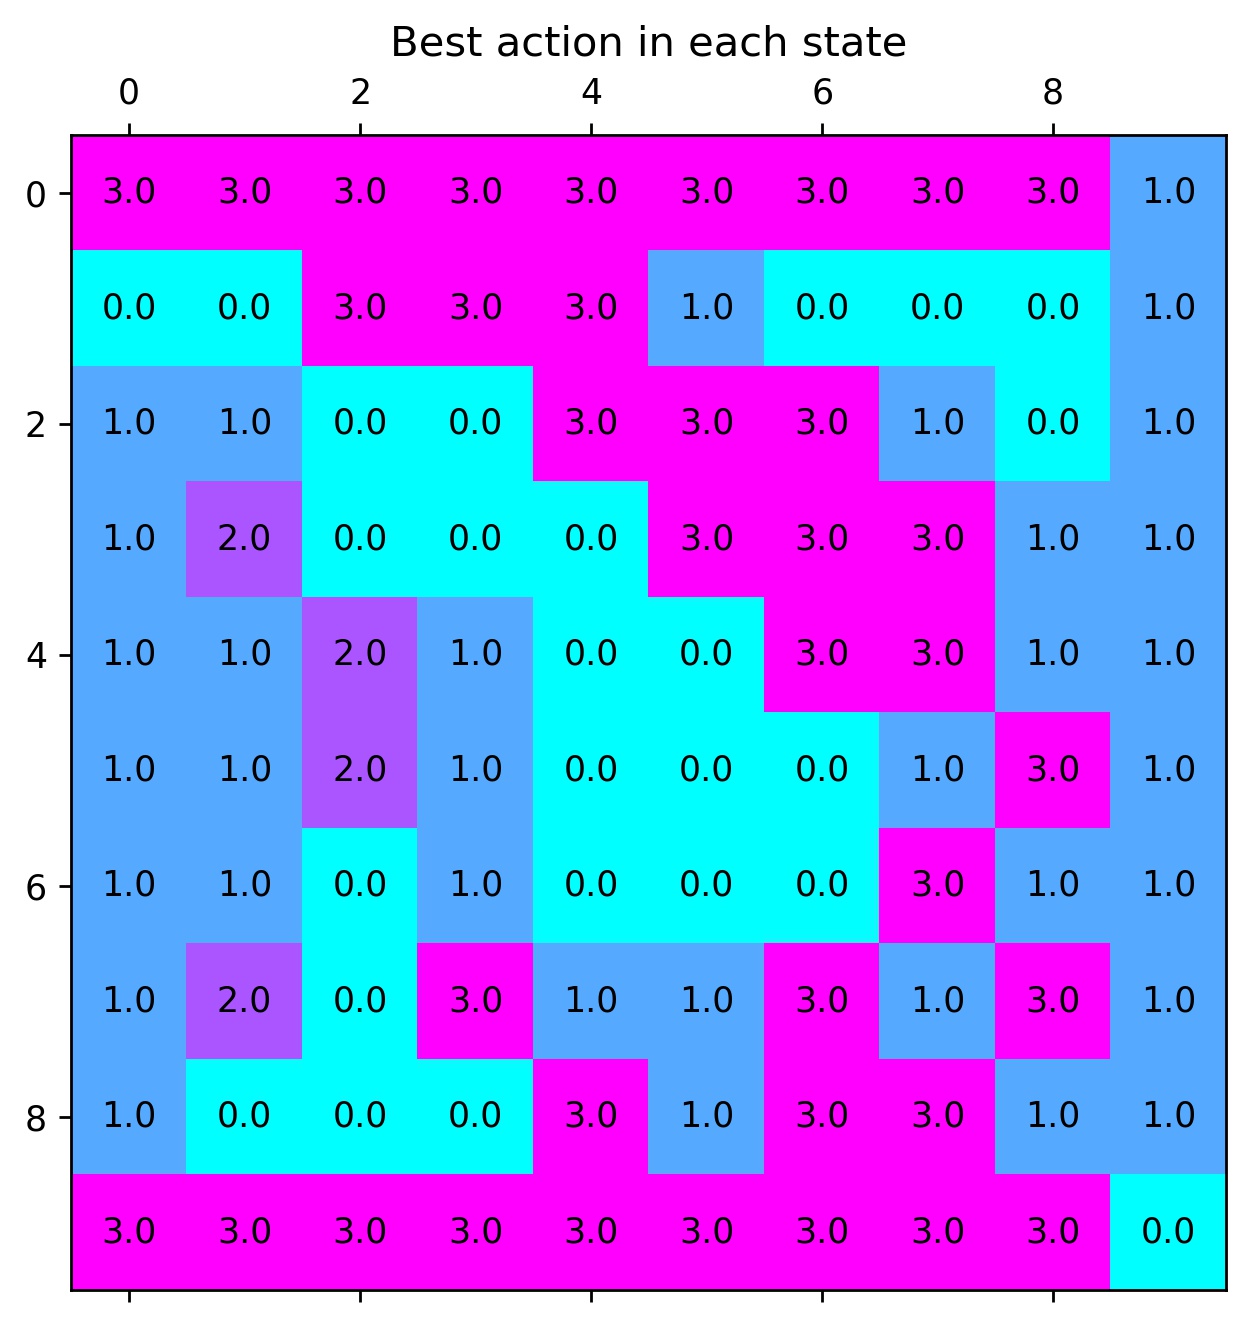 Best action in each state
0 2 4 6 8
0 3.0 3.0 3.0 3.0 3.0 3.0 3.0 3.0 3.0 1.0
0.0 0.0 3.0 3.0 3.0 1.0 0.0 0.0 0.0 1.0
2 1.0 1.0 0.0 0.0 3.0 3.0 3.0 1.0 0.0 1.0
1.0 2.0 0.0 0.0 0.0 3.0 3.0 3.0 1.0 1.0
4 1.0 1.0 2.0 1.0 0.0 0.0 3.0 3.0 1.0 1.0
1.0 1.0 2.0 1.0 0.0 0.0 0.0 1.0 3.0 1.0
6 1.0 1.0 0.0 1.0 0.0 0.0 0.0 3.0 1.0 1.0
1.0 2.0 0.0 3.0 1.0 1.0 3.0 1.0 3.0 1.0
8 1.0 0.0 0.0 0.0 3.0 1.0 3.0 3.0 1.0 1.0
3.0 3.0 3.0 3.0 3.0 3.0 3.0 3.0 3.0 0.0